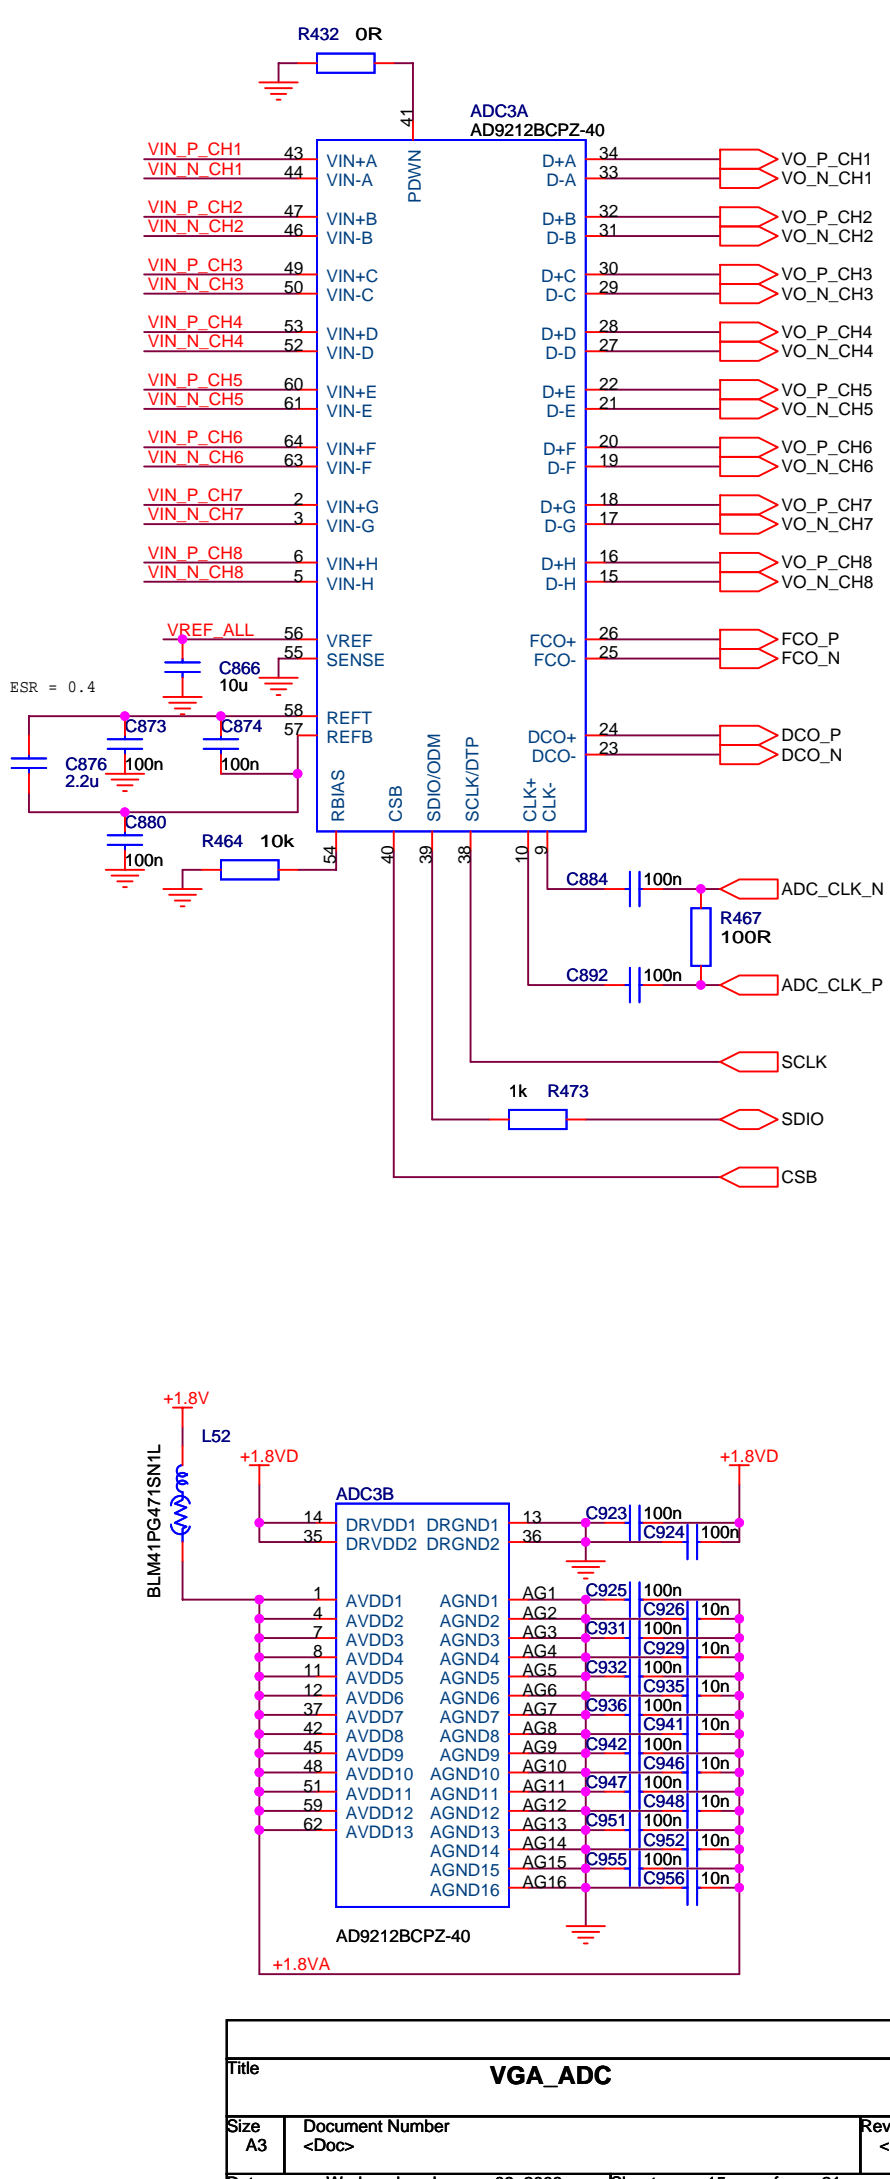 R432 0R
41
ADC3A
AD9212BCPZ-40
PDWN
VIN_P_CH1 43 VIN+A D+A 34 VO_P_CH1
VIN_N_CH1 44 VIN-A D-A 33 VO_N_CH1
VIN_P_CH2 47 VIN+B D+B 32 VO_P_CH2
VIN_N_CH2 46 VIN-B D-B 31 VO_N_CH2
VIN_P_CH3 49 VIN+C D+C 30 VO_P_CH3
VIN_N_CH3 50 VIN-C D-C 29 VO_N_CH3
VIN_P_CH4 53 VIN+D D+D 28 VO_P_CH4
VIN_N_CH4 52 VIN-D D-D 27 VO_N_CH4
VIN_P_CH5 60 VIN+E D+E 22 VO_P_CH5
VIN_N_CH5 61 VIN-E D-E 21 VO_N_CH5
VIN_P_CH6 64 VIN+F D+F 20 VO_P_CH6
VIN_N_CH6 63 VIN-F D-F 19 VO_N_CH6
VIN_P_CH7 2 VIN+G D+G 18 VO_P_CH7
VIN_N_CH7 3 VIN-G D-G 17 VO_N_CH7
VIN_P_CH8 6 VIN+H D+H 16 VO_P_CH8
VIN_N_CH8 5 VIN-H D-H 15 VO_N_CH8
VREF_ALL 56 VREF FCO+ 26 FCO_P
55 SENSE FCO- 25 FCO_N
C866
10u
ESR = 0.4
58 REFT
57 REFB
C873
100n
C874
100n
C876
2.2u
DCO+ 24 DCO_P
DCO- 23 DCO_N
RBIAS CSB SDIO/ODM SCLK/DTP CLK+ CLK-
54 40 39 38 10 9
C880
100n
R464 10k
C884 100n ADC_CLK_N
R467
100R
C892 100n ADC_CLK_P
SCLK
1k R473 SDIO
CSB
+1.8V
L52
BLM41PG471SN1L
+1.8VD +1.8VD
ADC3B
14 DRVDD1 DRGND1 13 C923 100n
35 DRVDD2 DRGND2 36 C924 100n
1 AVDD1 AGND1 AG1 C925 100n
4 AVDD2 AGND2 AG2 C926 10n
7 AVDD3 AGND3 AG3 C931 100n
8 AVDD4 AGND4 AG4 C929 10n
11 AVDD5 AGND5 AG5 C932 100n
12 AVDD6 AGND6 AG6 C935 10n
37 AVDD7 AGND7 AG7 C936 100n
42 AVDD8 AGND8 AG8 C941 10n
45 AVDD9 AGND9 AG9 C942 100n
48 AVDD10 AGND10 AG10 C946 10n
51 AVDD11 AGND11 AG11 C947 100n
59 AVDD12 AGND12 AG12 C948 10n
62 AVDD13 AGND13 AG13 C951 100n
AGND14 AG14 C952 10n
AGND15 AG15 C955 100n
AGND16 AG16 C956 10n
AD9212BCPZ-40
+1.8VA
Title
VGA_ADC
Size Document Number Rev
A3 <Doc> <